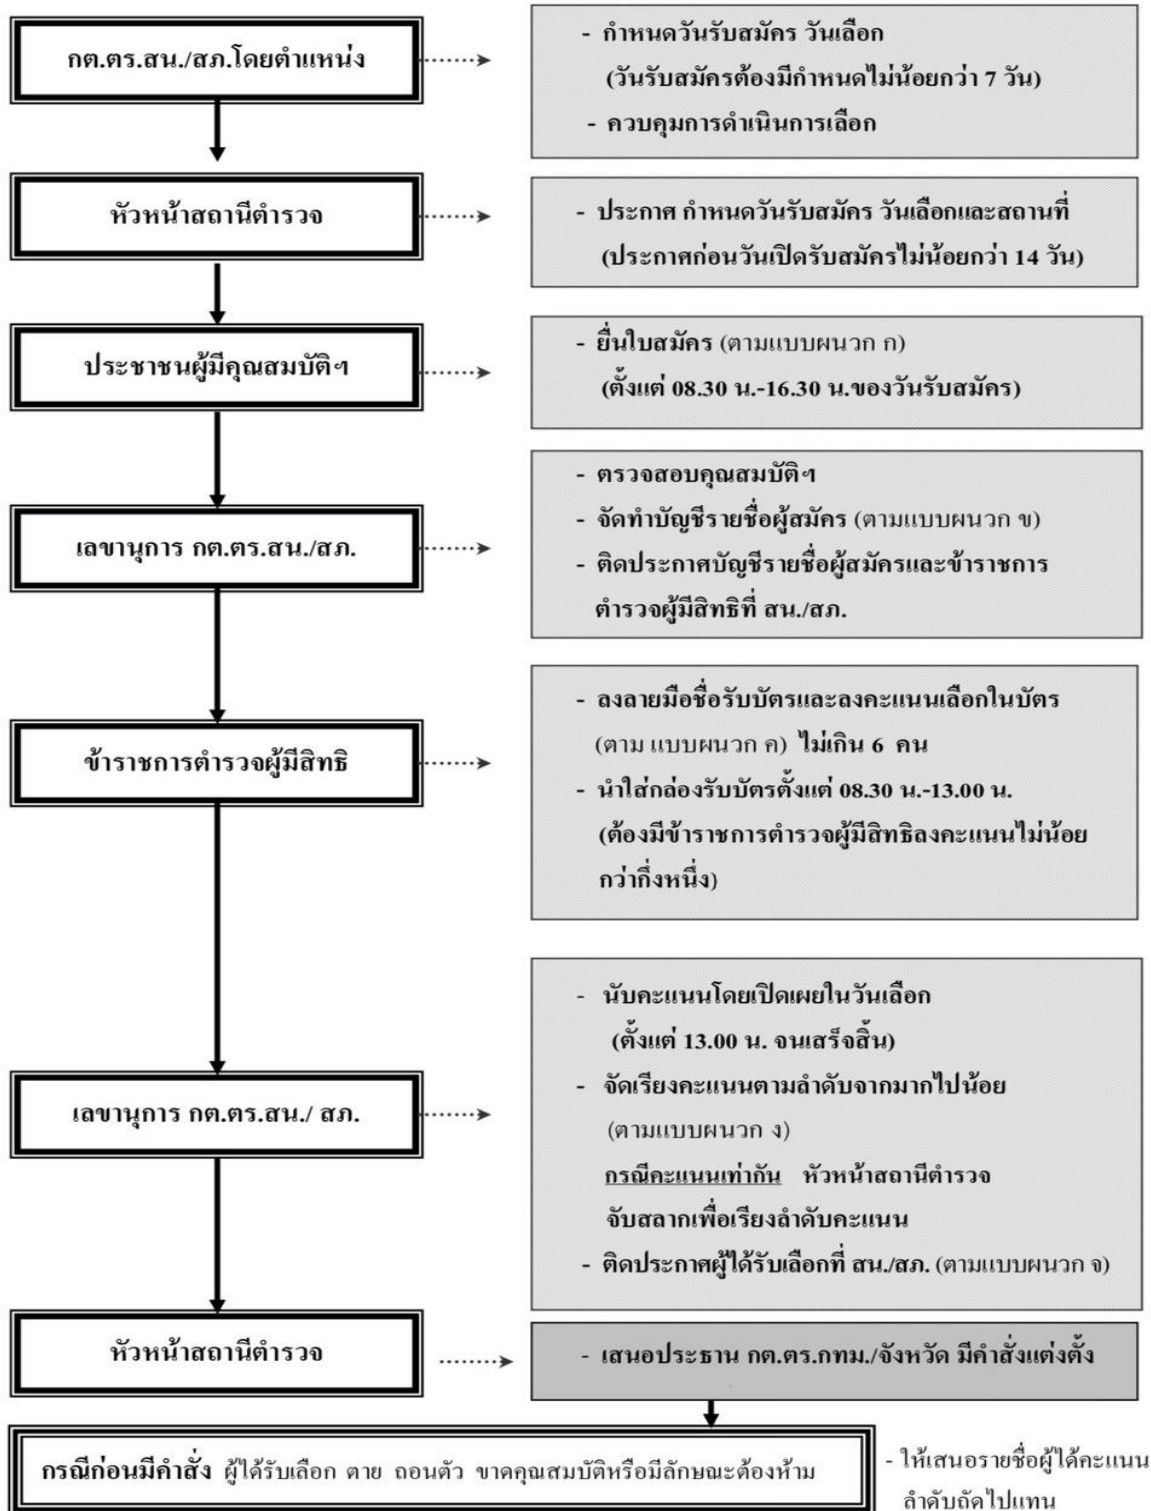 กต.ตร.สน./สภ.โดยตำแหน่ง
- กำหนดวันรับสมัคร วันเลือก
(วันรับสมัครต้องมีกำหนดไม่น้อยกว่า 7 วัน)
- ควบคุมการดำเนินการเลือก
หัวหน้าสถานีตำรวจ
- ประกาศ กำหนดวันรับสมัคร วันเลือกและสถานที่
(ประกาศก่อนวันเปิดรับสมัครไม่น้อยกว่า 14 วัน)
ประชาชนผู้มีคุณสมบัติฯ
- ยื่นใบสมัคร (ตามแบบผนวก ก)
(ตั้งแต่ 08.30 น.-16.30 น.ของวันรับสมัคร)
เลขานุการ กต.ตร.สน./สภ.
- ตรวจสอบคุณสมบัติฯ
- จัดทำบัญชีรายชื่อผู้สมัคร (ตามแบบผนวก ข)
- ติดประกาศบัญชีรายชื่อผู้สมัครและข้าราชการ
ตำรวจผู้มีสิทธิที่ สน./สภ.
ข้าราชการตำรวจผู้มีสิทธิ
- ลงลายมือชื่อรับบัตรและลงคะแนนเลือกในบัตร
(ตาม แบบผนวก ค) ไม่เกิน 6 คน
- นำใส่กล่องรับบัตรตั้งแต่ 08.30 น.-13.00 น.
(ต้องมีข้าราชการตำรวจผู้มีสิทธิลงคะแนนไม่น้อย
กว่ากึ่งหนึ่ง)
เลขานุการ กต.ตร.สน./ สภ.
- นับคะแนนโดยเปิดเผยในวันเลือก
(ตั้งแต่ 13.00 น. จนเสร็จสิ้น)
- จัดเรียงคะแนนตามลำดับจากมากไปน้อย
(ตามแบบผนวก ง)
กรณีคะแนนเท่ากัน หัวหน้าสถานีตำรวจ
จับสลากเพื่อเรียงลำดับคะแนน
- ติดประกาศผู้ได้รับเลือกที่ สน./สภ. (ตามแบบผนวก จ)
หัวหน้าสถานีตำรวจ
- เสนอประธาน กต.ตร.กทม./จังหวัด มีคำสั่งแต่งตั้ง
กรณีก่อนมีคำสั่ง ผู้ได้รับเลือก ตาย ถอนตัว ขาดคุณสมบัติหรือมีลักษณะต้องห้าม
- ให้เสนอรายชื่อผู้ได้คะแนน
ลำดับถัดไปแทน